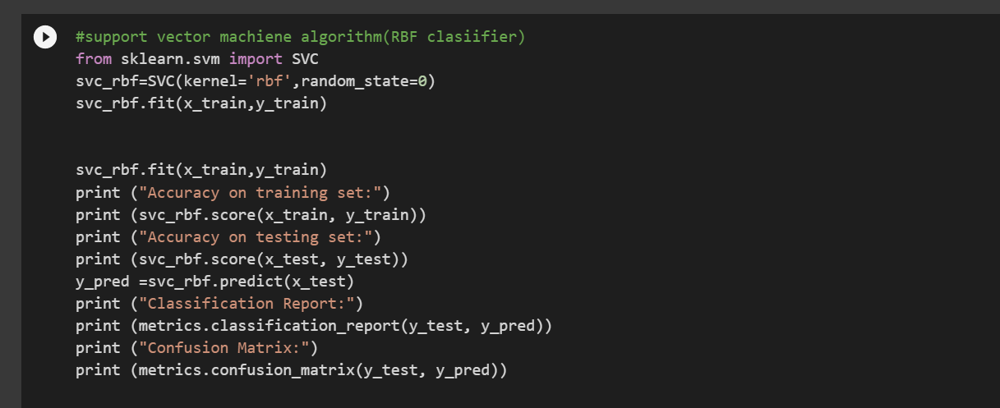 #support vector machiene algorithm(RBF clasiifier)
from sklearn.svm import SVC
svc_rbf=SVC(kernel='rbf',random_state=0)
svc_rbf.fit(x_train,y_train)
svc_rbf.fit(x_train,y_train)
print ("Accuracy on training set:")
print (svc_rbf.score(x_train, y_train))
print ("Accuracy on testing set:")
print (svc_rbf.score(x_test, y_test))
y_pred =svc_rbf.predict(x_test)
print ("Classification Report:")
print (metrics.classification_report(y_test, y_pred))
print ("Confusion Matrix:")
print (metrics.confusion_matrix(y_test, y_pred))